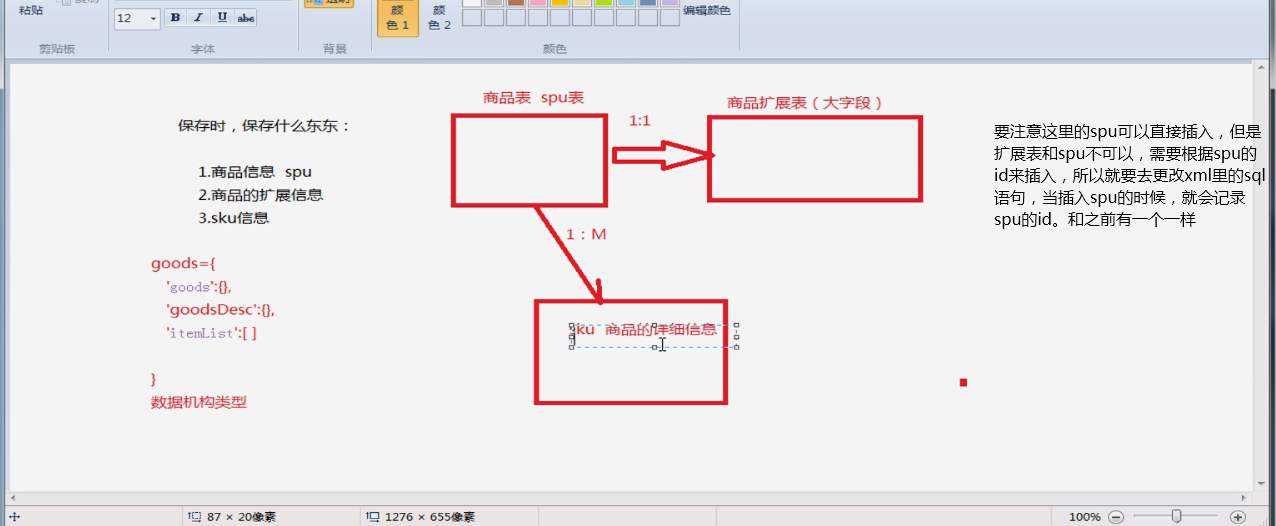 粘贴
12
B I U abc
颜
色 1
颜
色 2
编辑颜色
剪贴板
字体
背景
颜色
商品表 spu表
商品扩展表（大字段）
保存时，保存什么东东：
1:1
1.商品信息 spu
2.商品的扩展信息
3.sku信息
要注意这里的spu可以直接插入，但是
扩展表和spu不可以，需要根据spu的
id来插入，所以就要去更改xml里的sql
语句，当插入spu的时候，就会记录
spu的id。和之前有一个一样
1：M
goods={
'goods':{},
'goodsDesc':{},
'itemList':[ ]
}
数据机构类型
sku 商品的详细信息
87 × 20像素
1276 × 655像素
100%